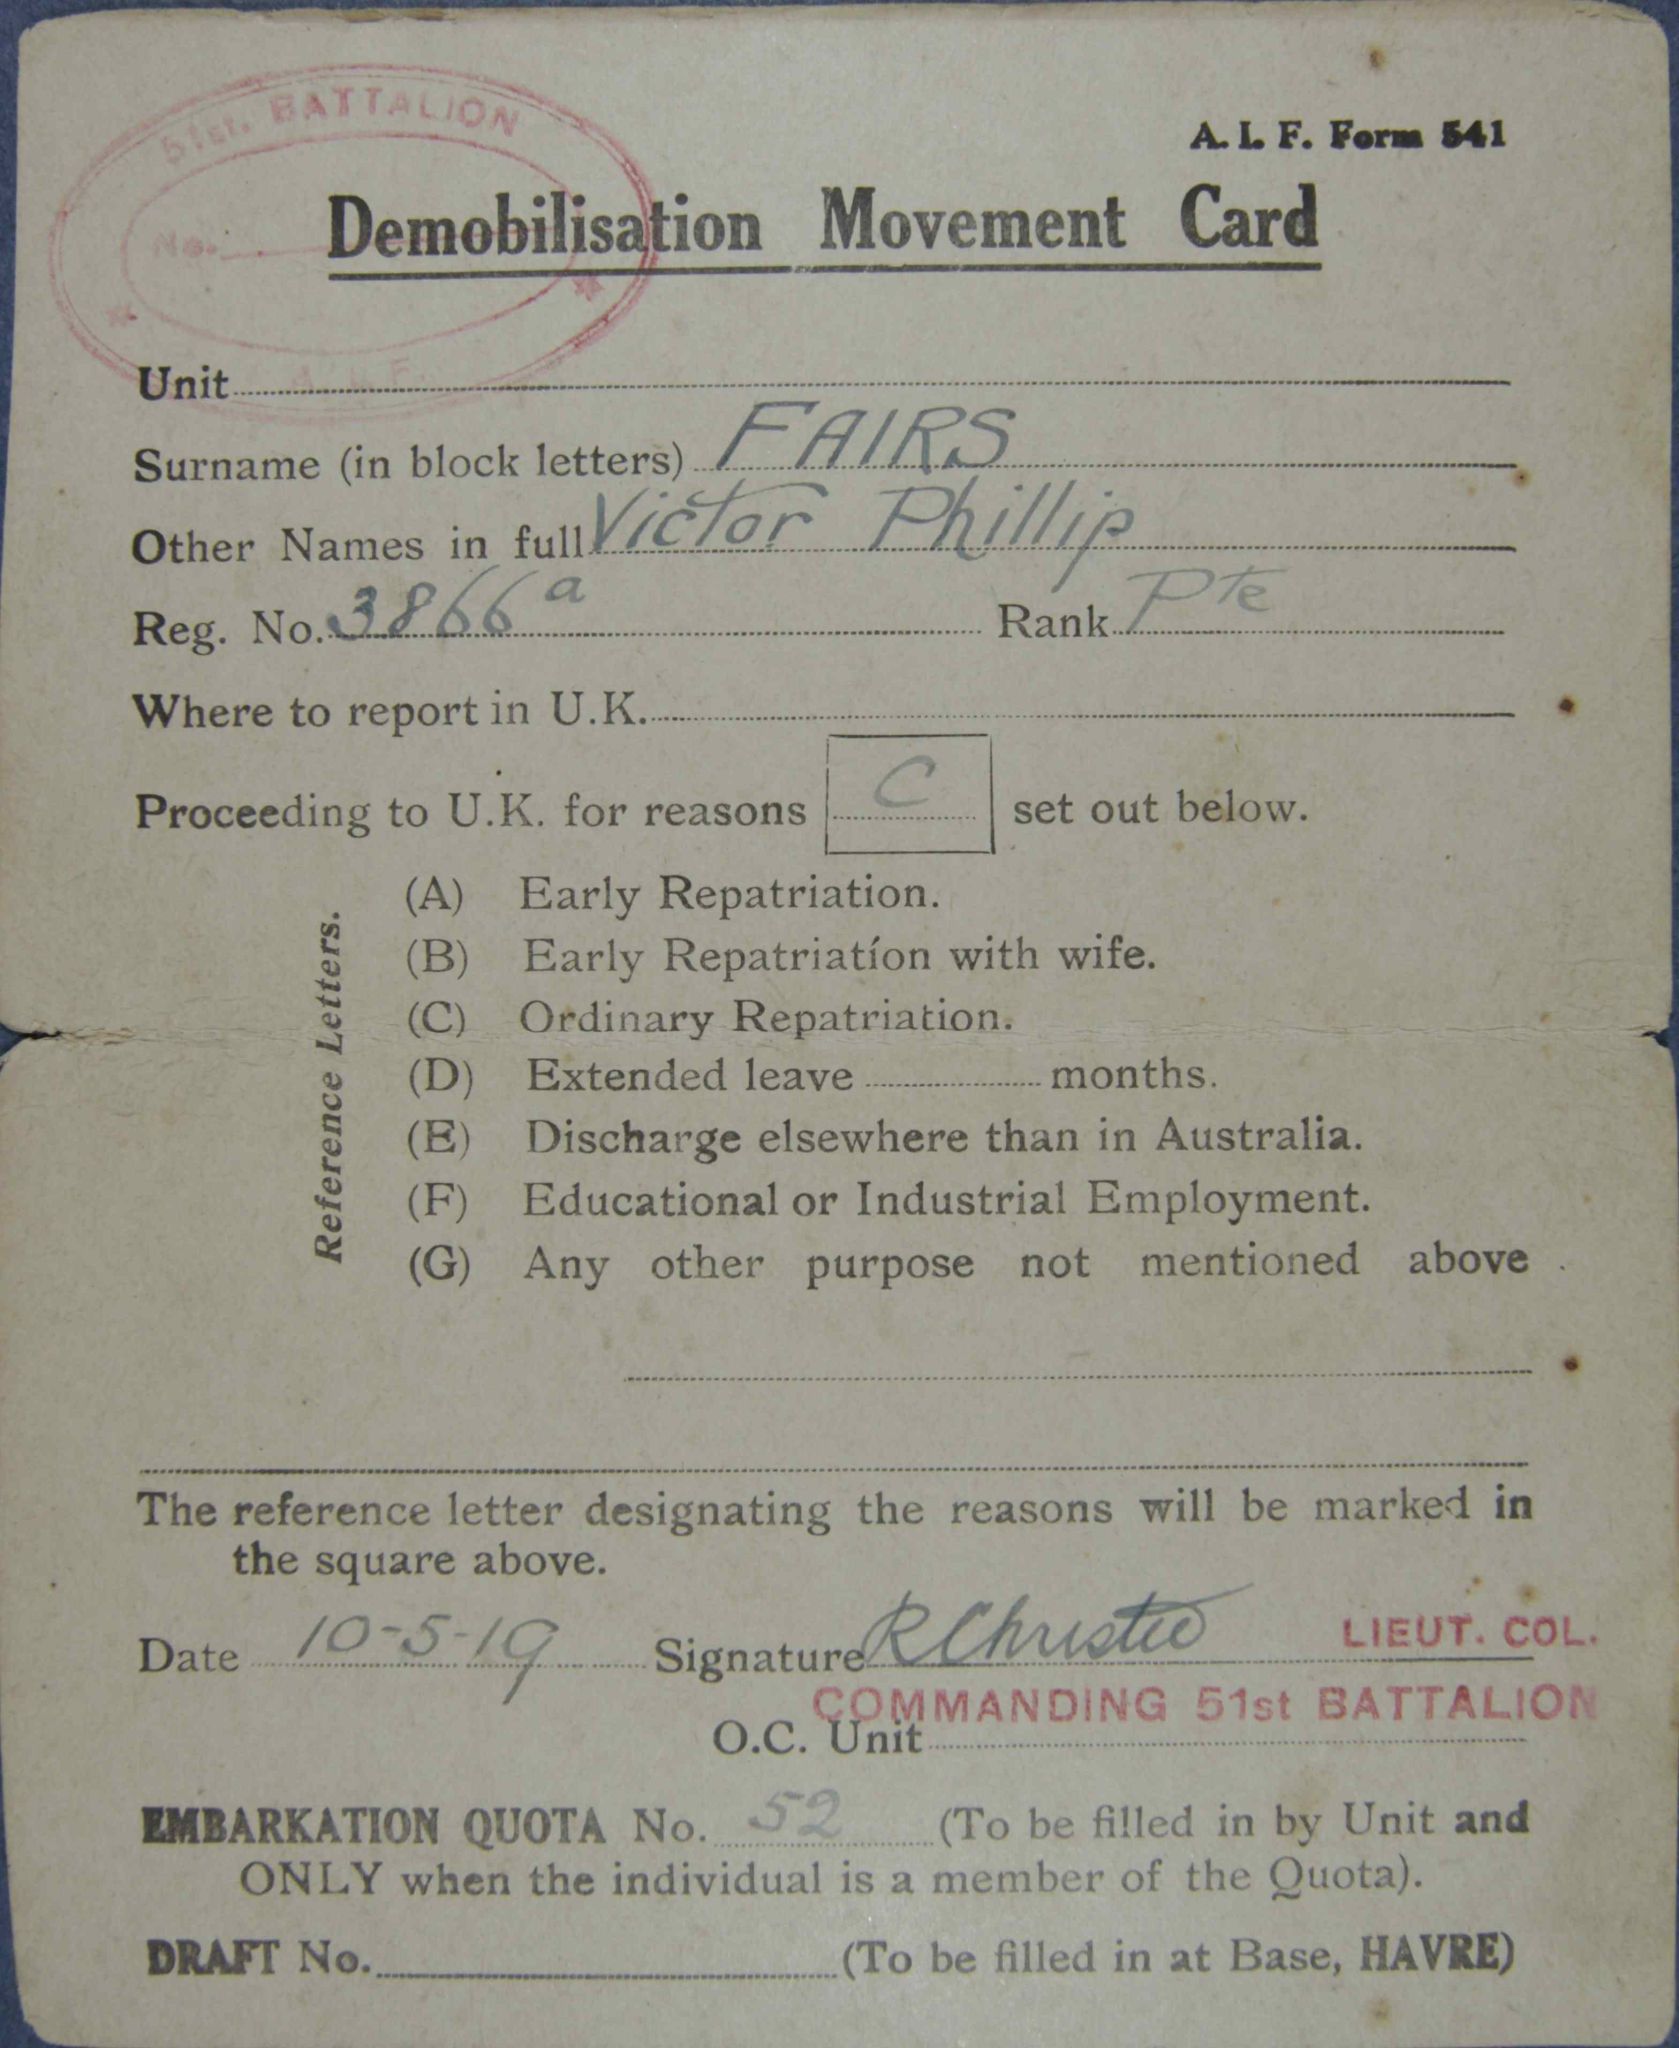 51st. BATTALION
No.
A. I. F. Form 541
Demobilisation Movement Card
Unit
Surname (in block letters) FAIRS
Other Names in full Victor Phillip
Reg. No. 3866a Rank Pte
Where to report in U.K.
Proceeding to U.K. for reasons C set out below.
Reference Letters.
(A) Early Repatriation.
(B) Early Repatriation with wife.
(C) Ordinary Repatriation.
(D) Extended leave months.
(E) Discharge elsewhere than in Australia.
(F) Educational or Industrial Employment.
(G) Any other purpose not mentioned above
The reference letter designating the reasons will be marked in
the square above.
Date 10-5-19 Signature R Christie LIEUT. COL.
COMMANDING 51st BATTALION
O.C. Unit
EMBARKATION QUOTA No. 52 (To be filled in by Unit and
ONLY when the individual is a member of the Quota).
DRAFT No. (To be filled in at Base, HAVRE)